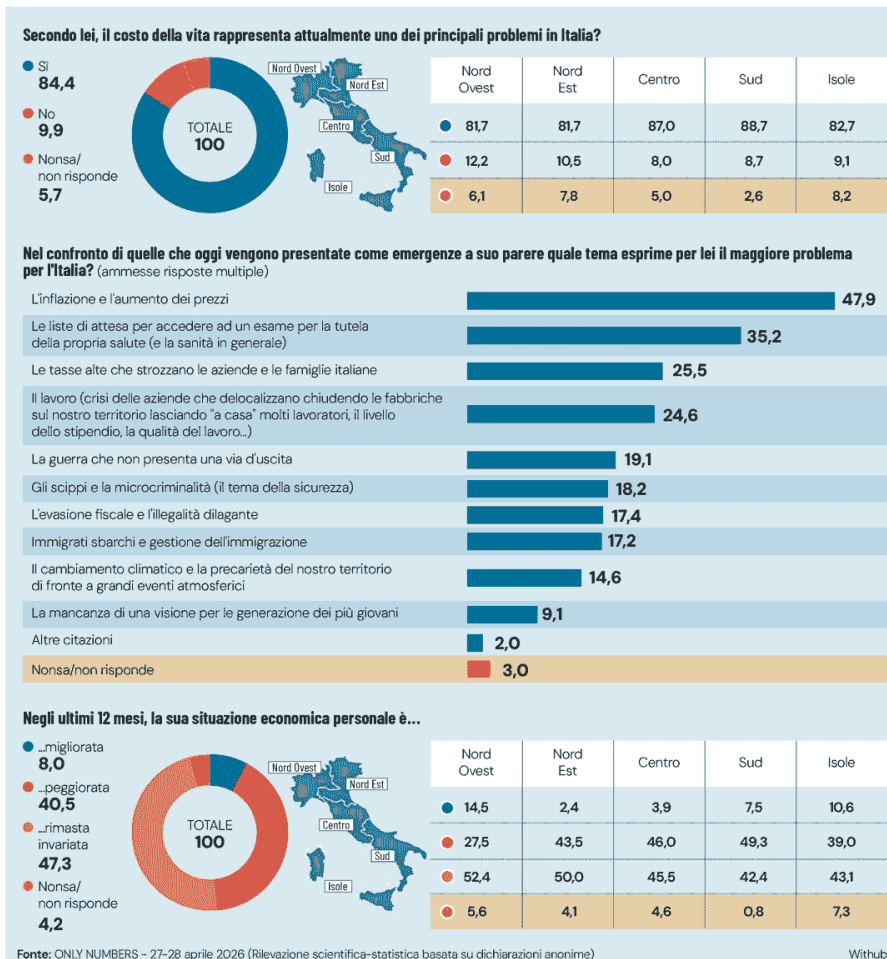 Secondo lei, il costo della vita rappresenta attualmente uno dei principali problemi in Italia?
Sì
84,4
No
9,9
Nonsa/
non risponde
5,7
TOTALE
100
Nord Ovest
Nord Est
Centro
Sud
Isole
Nord Ovest Nord Est Centro Sud Isole
81,7 81,7 87,0 88,7 82,7
12,2 10,5 8,0 8,7 9,1
6,1 7,8 5,0 2,6 8,2
Nel confronto di quelle che oggi vengono presentate come emergenze a suo parere quale tema esprime per lei il maggiore problema
per l'Italia? (ammesse risposte multiple)
L'inflazione e l'aumento dei prezzi 47,9
Le liste di attesa per accedere ad un esame per la tutela
della propria salute (e la sanità in generale) 35,2
Le tasse alte che strozzano le aziende e le famiglie italiane 25,5
Il lavoro (crisi delle aziende che delocalizzano chiudendo le fabbriche
sul nostro territorio lasciando "a casa" molti lavoratori, il livello
dello stipendio, la qualità del lavoro...) 24,6
La guerra che non presenta una via d'uscita 19,1
Gli scippi e la microcriminalità (il tema della sicurezza) 18,2
L'evasione fiscale e l'illegalità dilagante 17,4
Immigrati sbarchi e gestione dell'immigrazione 17,2
Il cambiamento climatico e la precarietà del nostro territorio
di fronte a grandi eventi atmosferici 14,6
La mancanza di una visione per le generazione dei più giovani 9,1
Altre citazioni 2,0
Nonsa/non risponde 3,0
Negli ultimi 12 mesi, la sua situazione economica personale è...
...migliorata
8,0
...peggiorata
40,5
...rimasta
invariata
47,3
Nonsa/
non risponde
4,2
TOTALE
100
Nord Ovest
Nord Est
Centro
Sud
Isole
Nord Ovest Nord Est Centro Sud Isole
14,5 2,4 3,9 7,5 10,6
27,5 43,5 46,0 49,3 39,0
52,4 50,0 45,5 42,4 43,1
5,6 4,1 4,6 0,8 7,3
Fonte: ONLY NUMBERS - 27-28 aprile 2026 (Rilevazione scientifica-statistica basata su dichiarazioni anonime)
Withub